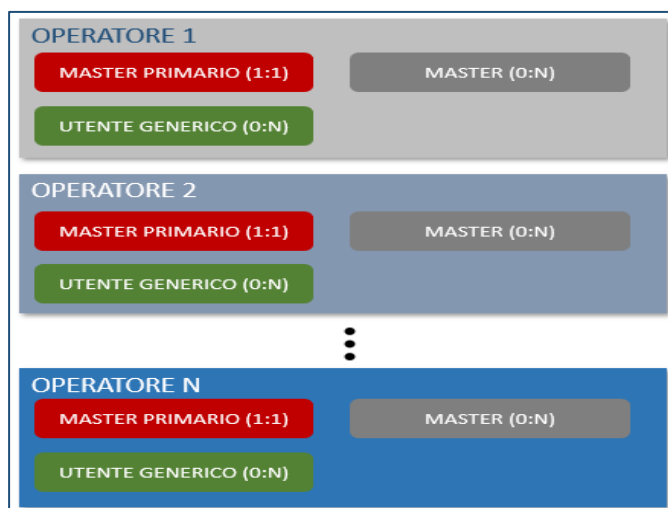 OPERATORE 1
MASTER PRIMARIO (1:1) MASTER (0:N)
UTENTE GENERICO (0:N)
OPERATORE 2
MASTER PRIMARIO (1:1) MASTER (0:N)
UTENTE GENERICO (0:N)
OPERATORE N
MASTER PRIMARIO (1:1) MASTER (0:N)
UTENTE GENERICO (0:N)